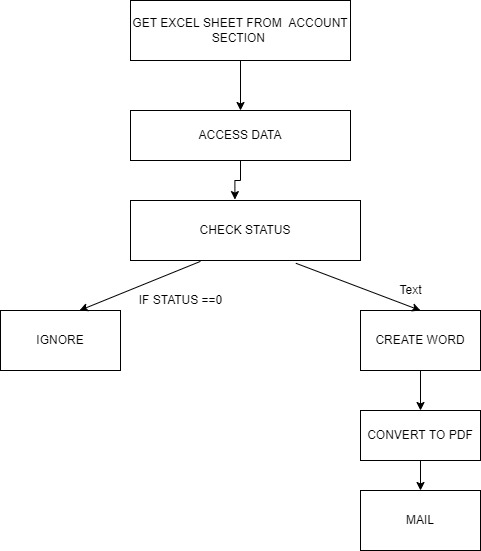 GET EXCEL SHEET FROM ACCOUNT
SECTION
ACCESS DATA
CHECK STATUS
IF STATUS ==0
Text
IGNORE
CREATE WORD
CONVERT TO PDF
MAIL